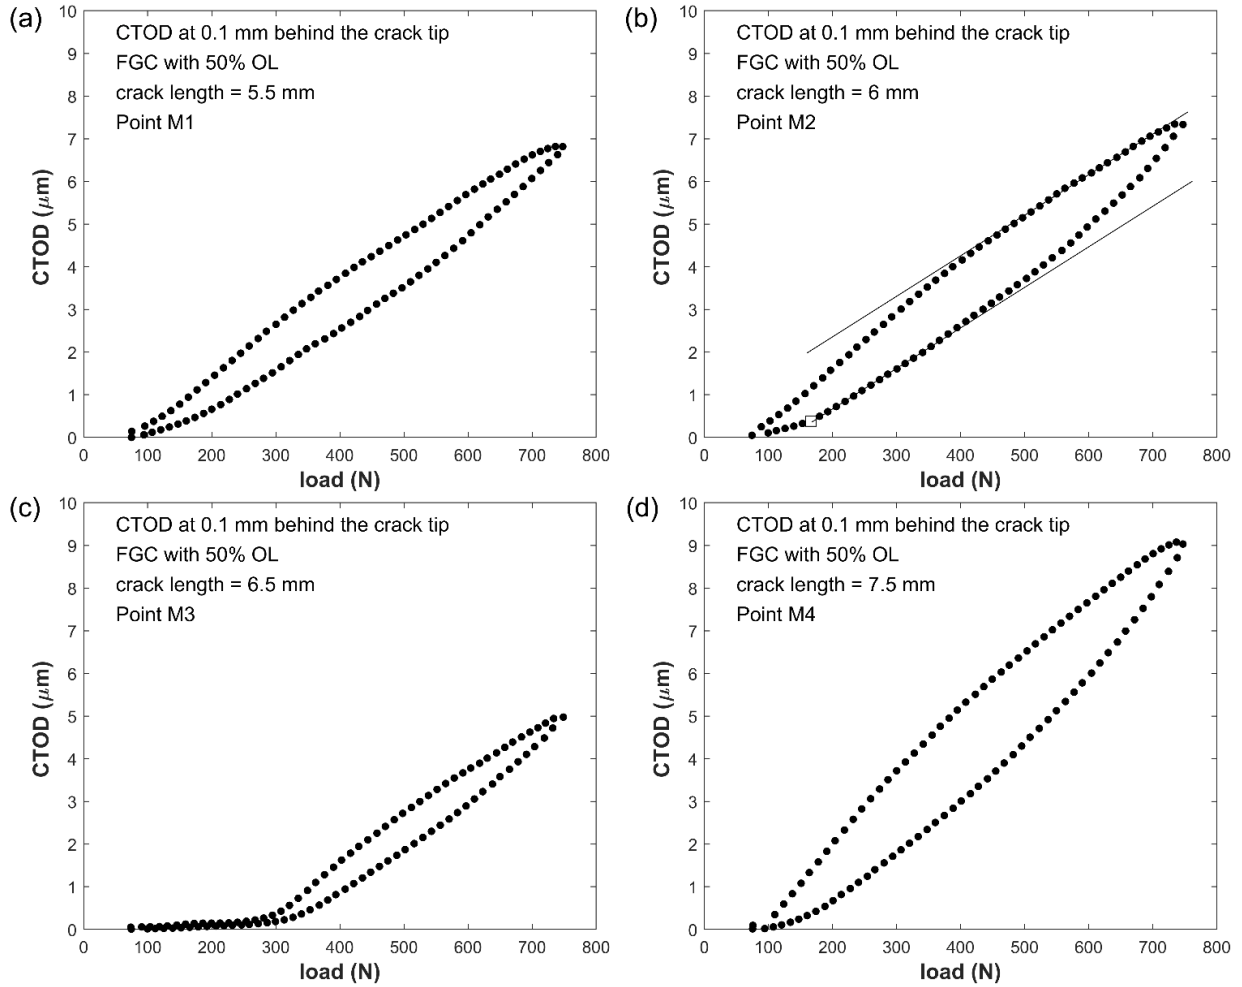 (a)
CTOD at 0.1 mm behind the crack tip
FGC with 50% OL
crack length = 5.5 mm
Point M1
10
9
8
7
6
5
4
3
2
1
0
CTOD (μm)
0 100 200 300 400 500 600 700 800
load (N)
(b)
CTOD at 0.1 mm behind the crack tip
FGC with 50% OL
crack length = 6 mm
Point M2
10
9
8
7
6
5
4
3
2
1
0
CTOD (μm)
0 100 200 300 400 500 600 700 800
load (N)
(c)
CTOD at 0.1 mm behind the crack tip
FGC with 50% OL
crack length = 6.5 mm
Point M3
10
9
8
7
6
5
4
3
2
1
0
CTOD (μm)
0 100 200 300 400 500 600 700 800
load (N)
(d)
CTOD at 0.1 mm behind the crack tip
FGC with 50% OL
crack length = 7.5 mm
Point M4
10
9
8
7
6
5
4
3
2
1
0
CTOD (μm)
0 100 200 300 400 500 600 700 800
load (N)